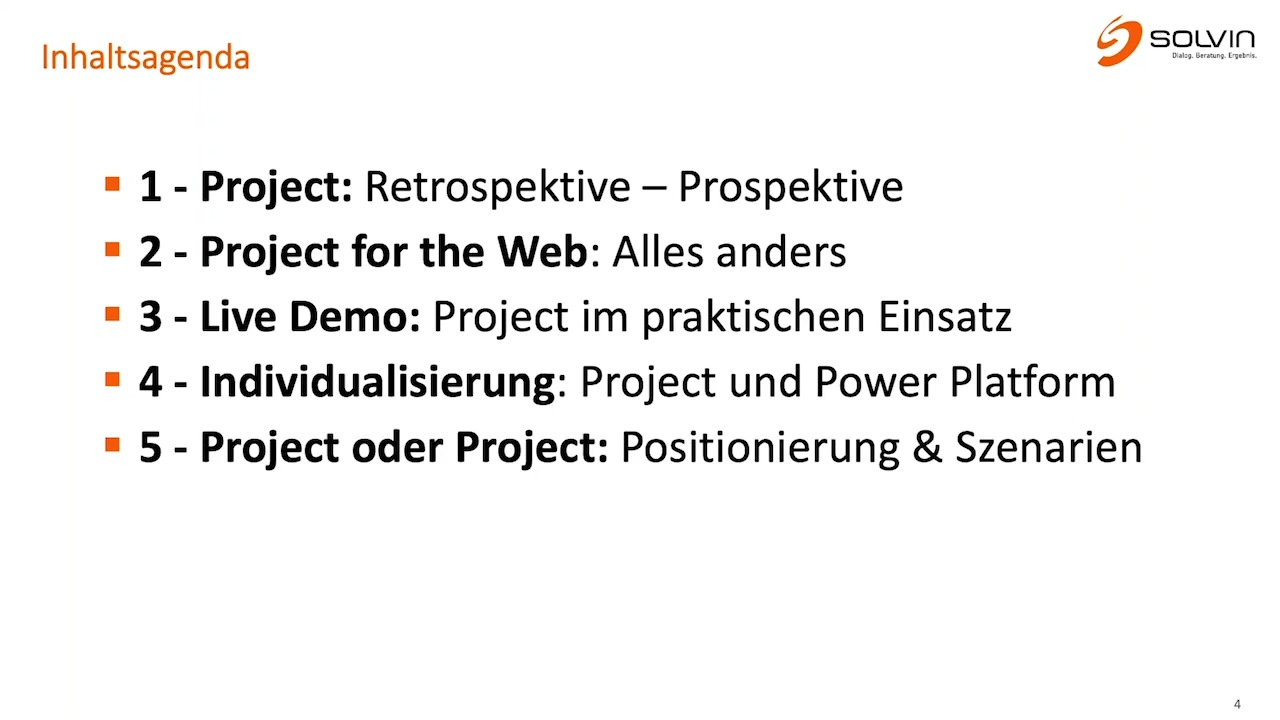 Inhaltsagenda
SOLVIN
Dialog. Beratung. Ergebnis.
1 - Project: Retrospektive – Prospektive
2 - Project for the Web: Alles anders
3 - Live Demo: Project im praktischen Einsatz
4 - Individualisierung: Project und Power Platform
5 - Project oder Project: Positionierung & Szenarien
4